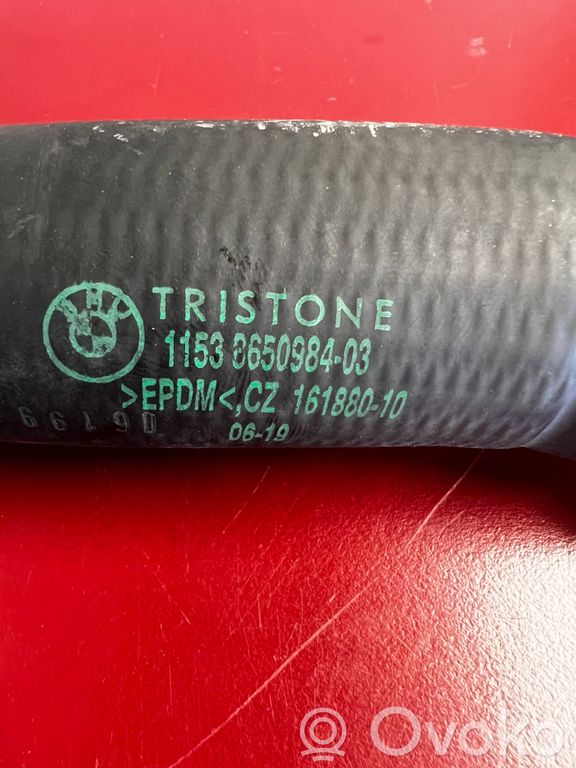 TRISTONE
1153 8650984-03
>EPDM<,CZ 161880-10
06-19
Ovoko